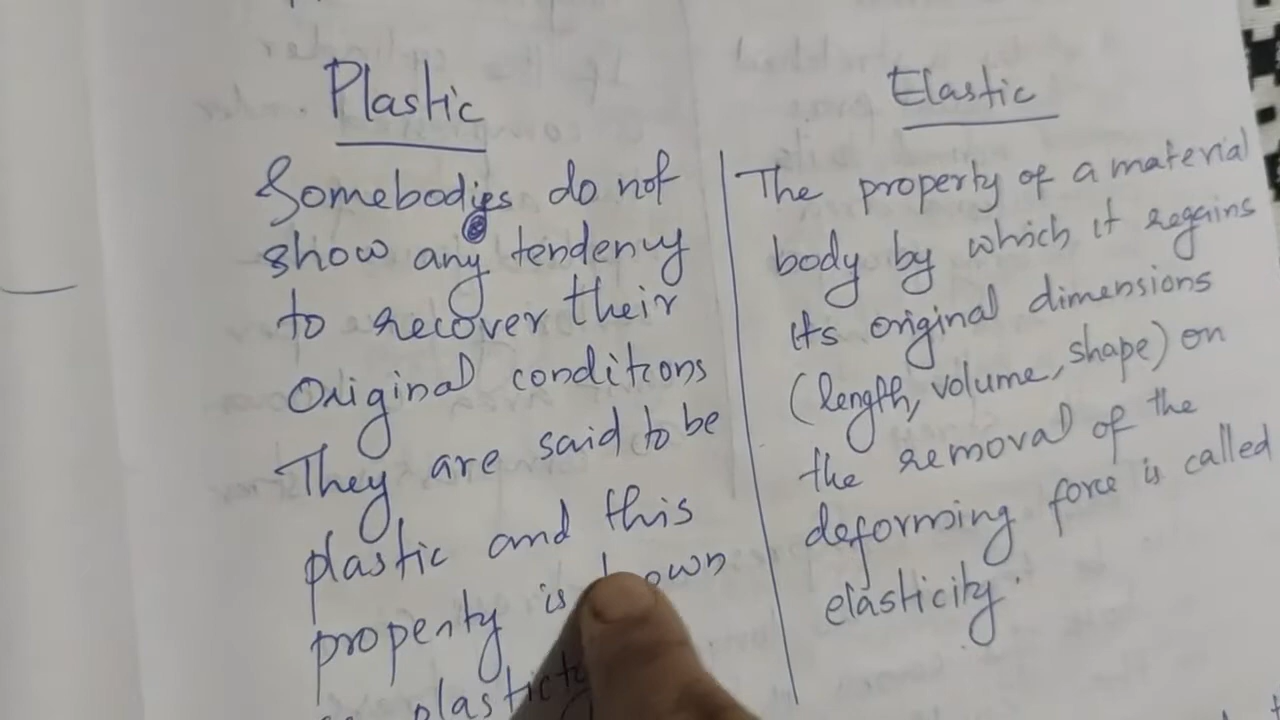 Plastic
Somebodies do not
show any tendency
to recover their
Original conditions
They are said to be
plastic and this
property is
plasticity
Elastic
The property of a material
body by which it regains
its original dimensions
(length, volume, shape) on
the removal of the
deforming force is called
elasticity.